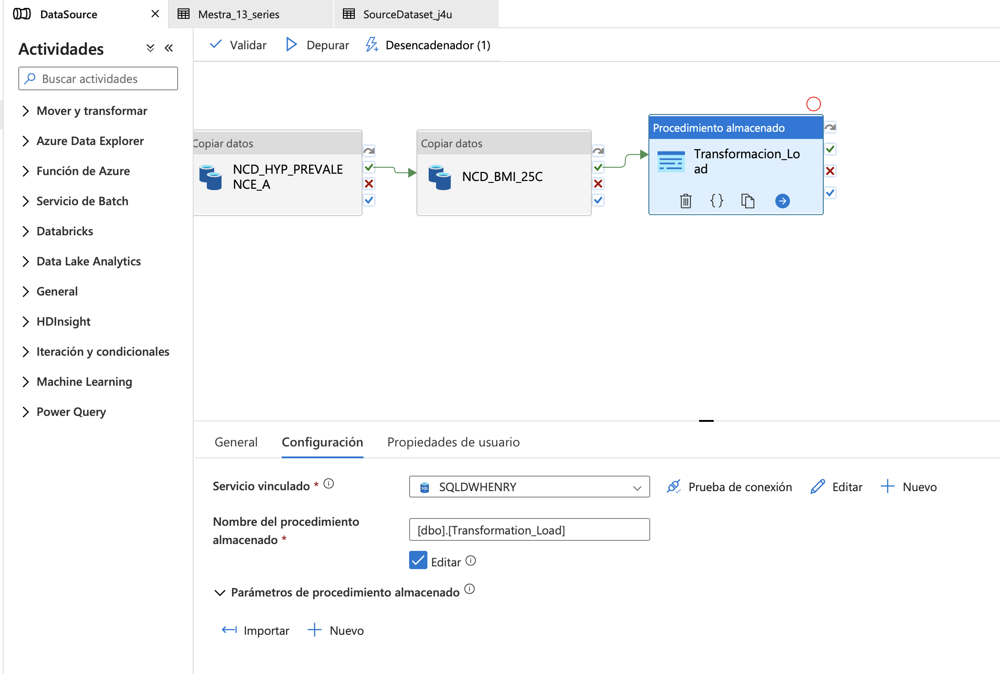 DataSource
Mestra_13_series
SourceDataset_j4u
Actividades
Buscar actividades
Mover y transformar
Azure Data Explorer
Función de Azure
Servicio de Batch
Databricks
Data Lake Analytics
General
HDInsight
Iteración y condicionales
Machine Learning
Power Query
Validar
Depurar
Desencadenador (1)
Copiar datos
NCD_HYP_PREVALE
NCE_A
Copiar datos
NCD_BMI_25C
Procedimiento almacenado
Transformacion_Lo
ad
General
Configuración
Propiedades de usuario
Servicio vinculado *
SQL
SQLDWHENRY
Prueba de conexión
Editar
Nuevo
Nombre del procedimiento
almacenado *
[dbo].[Transformation_Load]
Editar
Parámetros de procedimiento almacenado
Importar
Nuevo